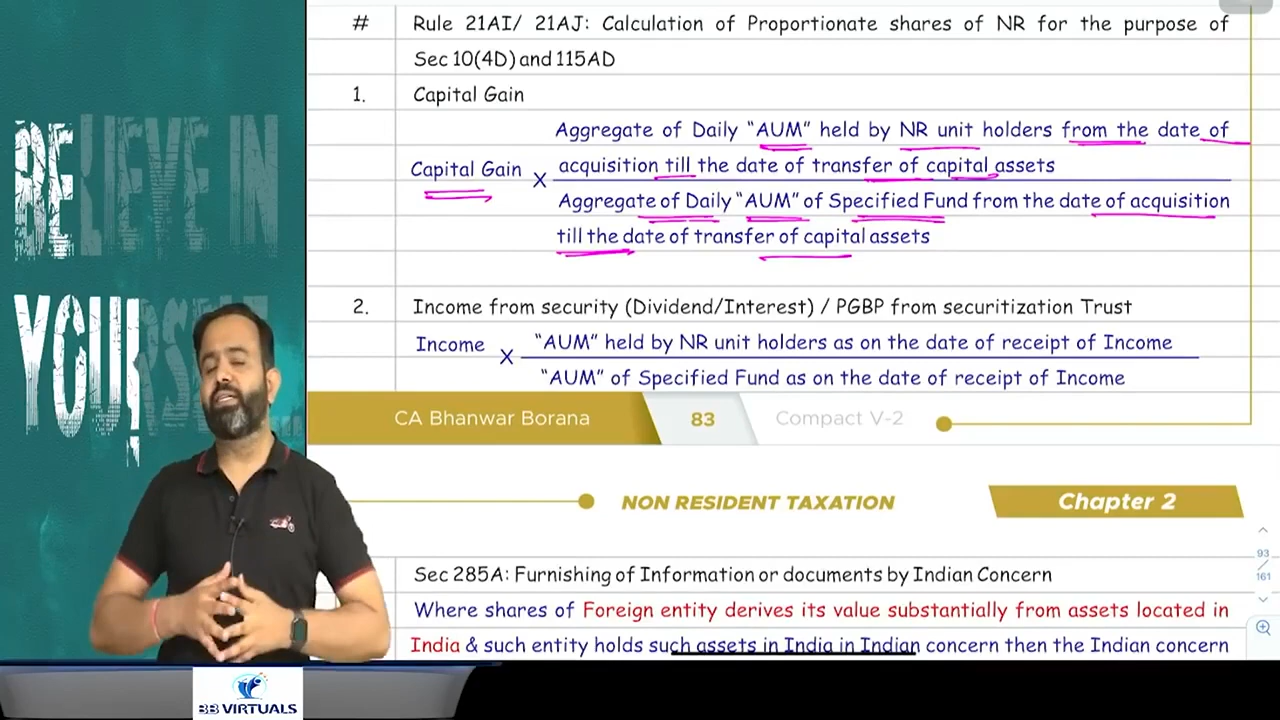 BELIEVE IN
YOURSELF
# Rule 21AI/ 21AJ: Calculation of Proportionate shares of NR for the purpose of
Sec 10(4D) and 115AD
1. Capital Gain
Aggregate of Daily “AUM” held by NR unit holders from the date of
Capital Gain × acquisition till the date of transfer of capital assets
Aggregate of Daily “AUM” of Specified Fund from the date of acquisition
till the date of transfer of capital assets
2. Income from security (Dividend/Interest) / PGBP from securitization Trust
Income × “AUM” held by NR unit holders as on the date of receipt of Income
“AUM” of Specified Fund as on the date of receipt of Income
CA Bhanwar Borana 83 Compact V-2
NON RESIDENT TAXATION Chapter 2
93
/
161
Sec 285A: Furnishing of Information or documents by Indian Concern
Where shares of Foreign entity derives its value substantially from assets located in
India & such entity holds such assets in India in Indian concern then the Indian concern
BB VIRTUALS